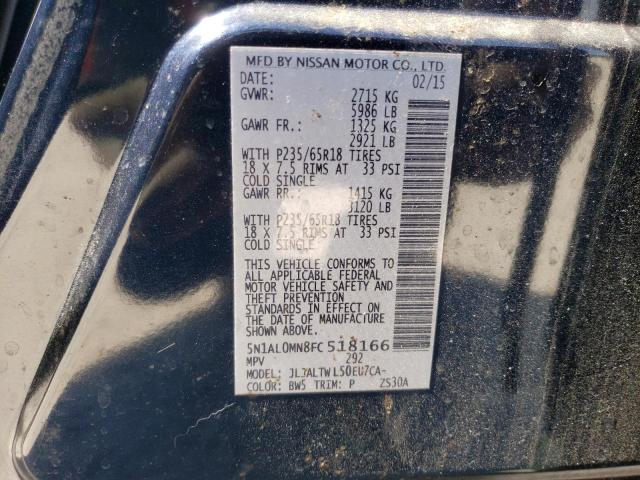 MFD BY NISSAN MOTOR CO., LTD.
DATE: 02/15
GVWR: 2715 KG
5986 LB
GAWR FR.: 1325 KG
2921 LB
WITH P235/65R18 TIRES
18 X 7.5 RIMS AT 33 PSI
COLD SINGLE
GAWR RR.: 1415 KG
3120 LB
WITH P235/65R18 TIRES
18 X 7.5 RIMS AT 33 PSI
COLD SINGLE
THIS VEHICLE CONFORMS TO
ALL APPLICABLE FEDERAL
MOTOR VEHICLE SAFETY AND
THEFT PREVENTION
STANDARDS IN EFFECT ON
THE DATE OF MANUFACTURE
SHOWN ABOVE.
5N1AL0MN8FC518166
MPV 292
MODEL:
COLOR: BW5 TRIM: P ZS30A